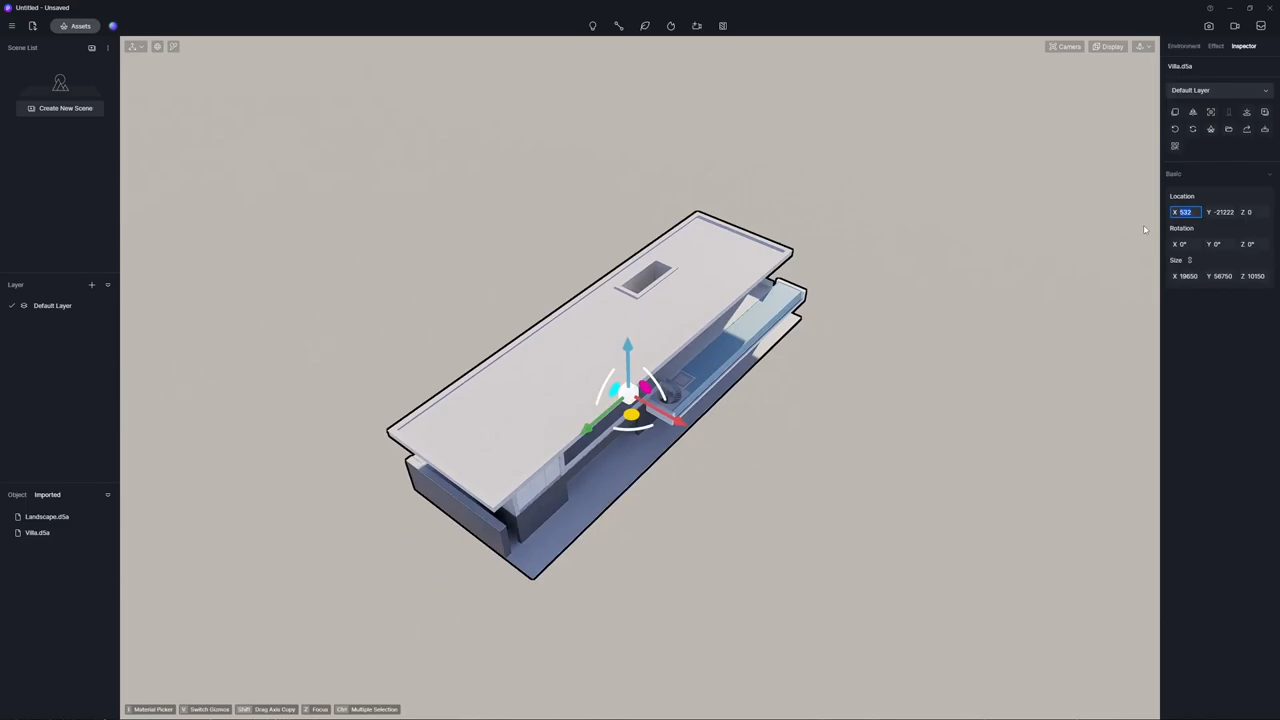 Untitled - Unsaved
Assets
Scene List
Create New Scene
Layer
Default Layer
Object Imported
Landscape.d5a
Villa.d5a
Camera
Display
E Material Picker V Switch Gizmos Shift Drag Axis Copy Z Focus Ctrl Multiple Selection
Environment Effect Inspector
Villa.d5a
Default Layer
Basic
Location
X 532 Y -21222 Z 0
Rotation
X 0° Y 0° Z 0°
Size
X 19650 Y 56750 Z 10150